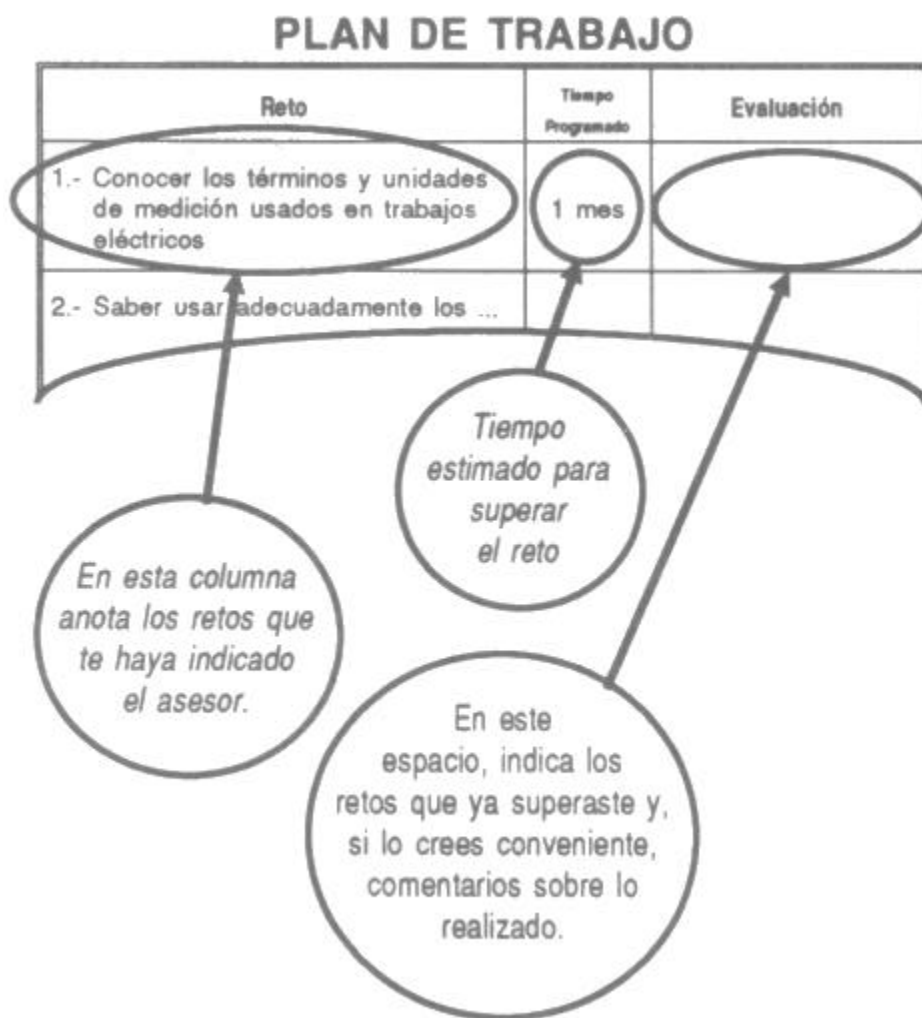 PLAN DE TRABAJO
Reto
Tiempo
Programado
Evaluación
1.- Conocer los términos y unidades
de medición usados en trabajos
eléctricos
1 mes
2.- Saber usar adecuadamente los ...
Tiempo
estimado para
superar
el reto
En esta columna
anota los retos que
te haya indicado
el asesor.
En este
espacio, indica los
retos que ya superaste y,
si lo crees conveniente,
comentarios sobre lo
realizado.